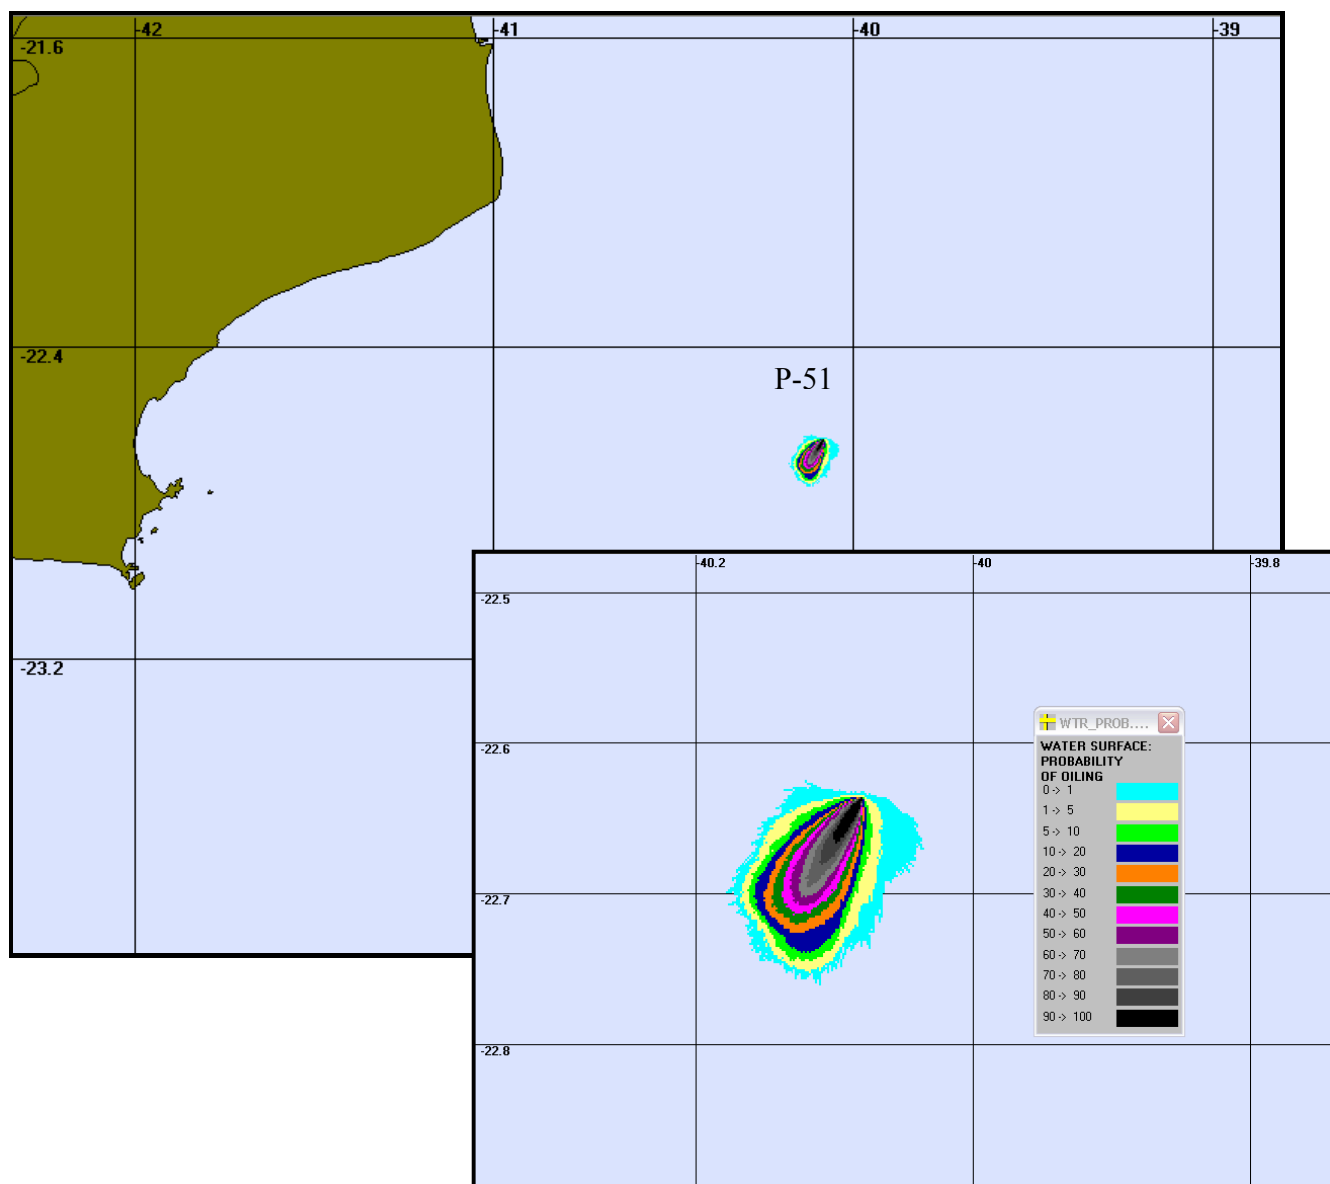 -42
-41
-40
-39
-21.6
-22.4
P-51
-23.2
-40.2
-40
-39.8
-22.5
-22.6
-22.7
-22.8
WTR_PROB....
WATER SURFACE:
PROBABILITY
OF OILING
0 -> 1
1 -> 5
5 -> 10
10 -> 20
20 -> 30
30 -> 40
40 -> 50
50 -> 60
60 -> 70
70 -> 80
80 -> 90
90 -> 100